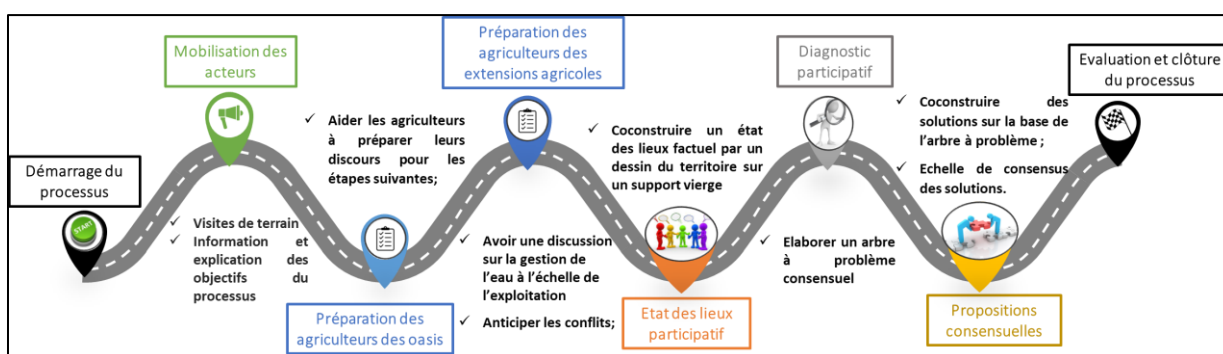 Démarrage du
processus
START
Mobilisation des
acteurs
✓ Visites de terrain
✓ Information et
explication des
objectifs du
processus
✓ Aider les agriculteurs
à préparer leurs
discours pour les
étapes suivantes;
Préparation des
agriculteurs des oasis
Préparation des
agriculteurs des
extensions agricoles
✓ Avoir une discussion
sur la gestion de
l'eau à l'échelle de
l'exploitation
✓ Anticiper les conflits;
✓ Coconstruire un état
des lieux factuel par un
dessin du territoire sur
un support vierge
Etat des lieux
participatif
Diagnostic
participatif
✓ Elaborer un arbre
à problème
consensuel
✓ Coconstruire des
solutions sur la base de
l'arbre à problème ;
✓ Echelle de consensus
des solutions.
Propositions
consensuelles
Evaluation et clôture
du processus